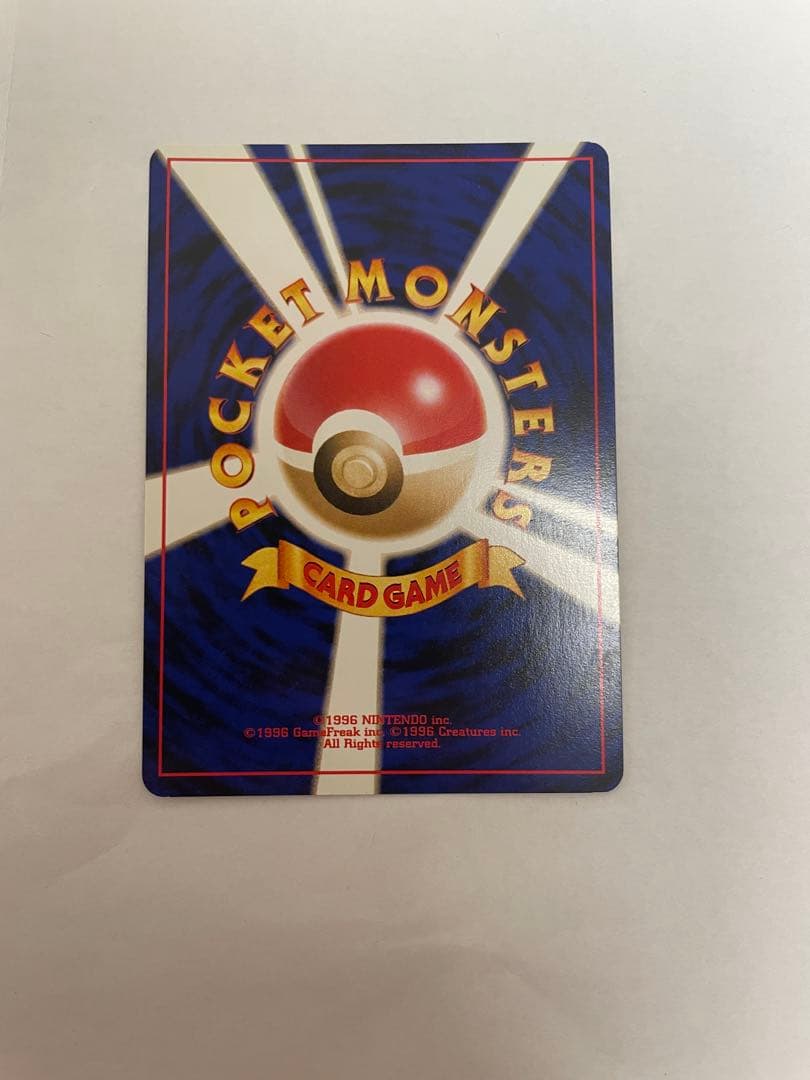 POCKET MONSTERS
CARD GAME
©1996 NINTENDO inc.
©1996 GameFreak inc. ©1996 Creatures inc.
All Rights reserved.